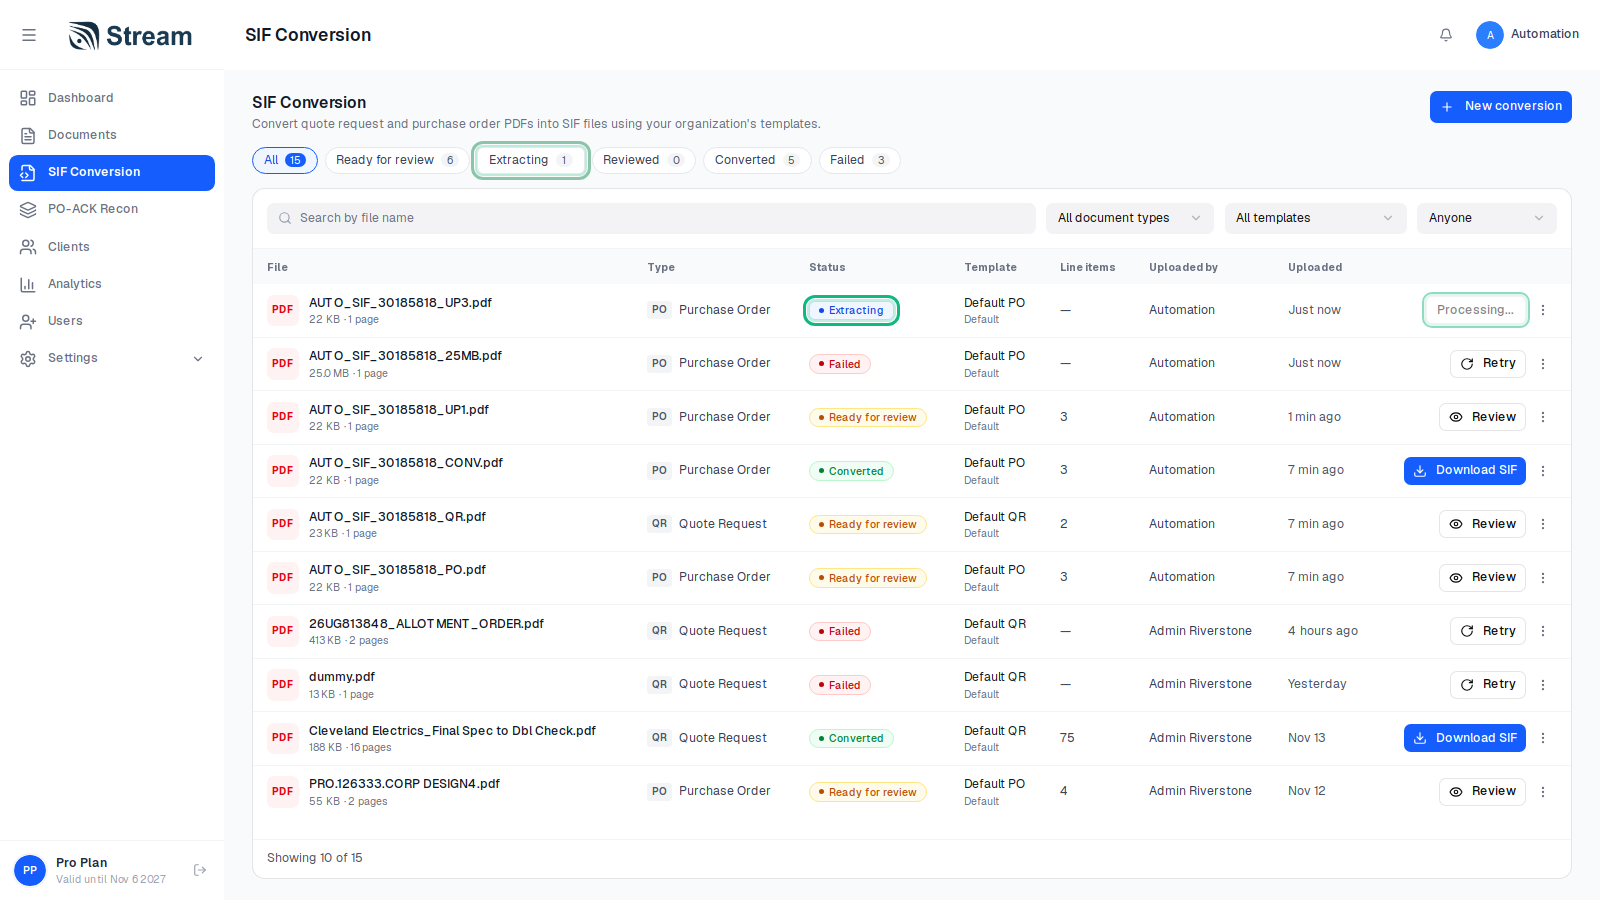 Stream
SIF Conversion
A Automation
Dashboard
Documents
SIF Conversion
PO-ACK Recon
Clients
Analytics
Users
Settings
SIF Conversion
Convert quote request and purchase order PDFs into SIF files using your organization's templates.
New conversion
All 15 Ready for review 6 Extracting 1 Reviewed 0 Converted 5 Failed 3
Search by file name All document types All templates Anyone
File Type Status Template Line items Uploaded by Uploaded
PDF AUTO_SIF_30185818_UP3.pdf PO Purchase Order Extracting Default PO — Automation Just now Processing...
22 KB · 1 page Default
PDF AUTO_SIF_30185818_25MB.pdf PO Purchase Order Failed Default PO — Automation Just now Retry
25.0 MB · 1 page Default
PDF AUTO_SIF_30185818_UP1.pdf PO Purchase Order Ready for review Default PO 3 Automation 1 min ago Review
22 KB · 1 page Default
PDF AUTO_SIF_30185818_CONV.pdf PO Purchase Order Converted Default PO 3 Automation 7 min ago Download SIF
22 KB · 1 page Default
PDF AUTO_SIF_30185818_QR.pdf QR Quote Request Ready for review Default QR 2 Automation 7 min ago Review
23 KB · 1 page Default
PDF AUTO_SIF_30185818_PO.pdf PO Purchase Order Ready for review Default PO 3 Automation 7 min ago Review
22 KB · 1 page Default
PDF 26UG813848_ALLOTMENT_ORDER.pdf QR Quote Request Failed Default QR — Admin Riverstone 4 hours ago Retry
413 KB · 2 pages Default
PDF dummy.pdf QR Quote Request Failed Default QR — Admin Riverstone Yesterday Retry
13 KB · 1 page Default
PDF Cleveland Electrics_Final Spec to Dbl Check.pdf QR Quote Request Converted Default QR 75 Admin Riverstone Nov 13 Download SIF
188 KB · 16 pages Default
PDF PRO.126333.CORP DESIGN4.pdf PO Purchase Order Ready for review Default PO 4 Admin Riverstone Nov 12 Review
55 KB · 2 pages Default
Showing 10 of 15
PP Pro Plan
Valid until Nov 6 2027